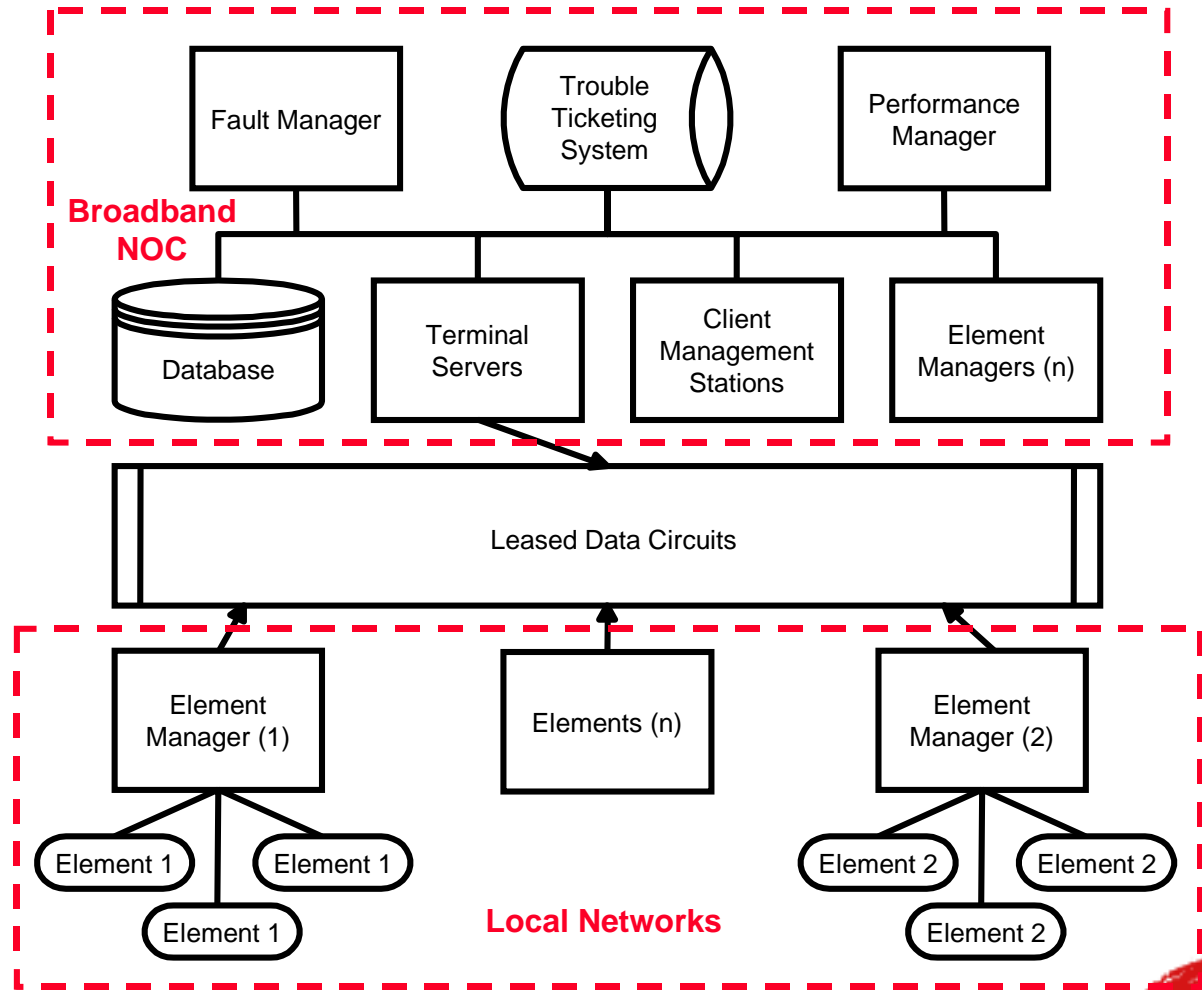 Fault Manager
Trouble
Ticketing
System
Performance
Manager
Broadband
NOC
Database
Terminal
Servers
Client
Management
Stations
Element
Managers (n)
Leased Data Circuits
Element
Manager (1)
Elements (n)
Element
Manager (2)
Element 1
Element 1
Element 1
Element 2
Element 2
Element 2
Local Networks